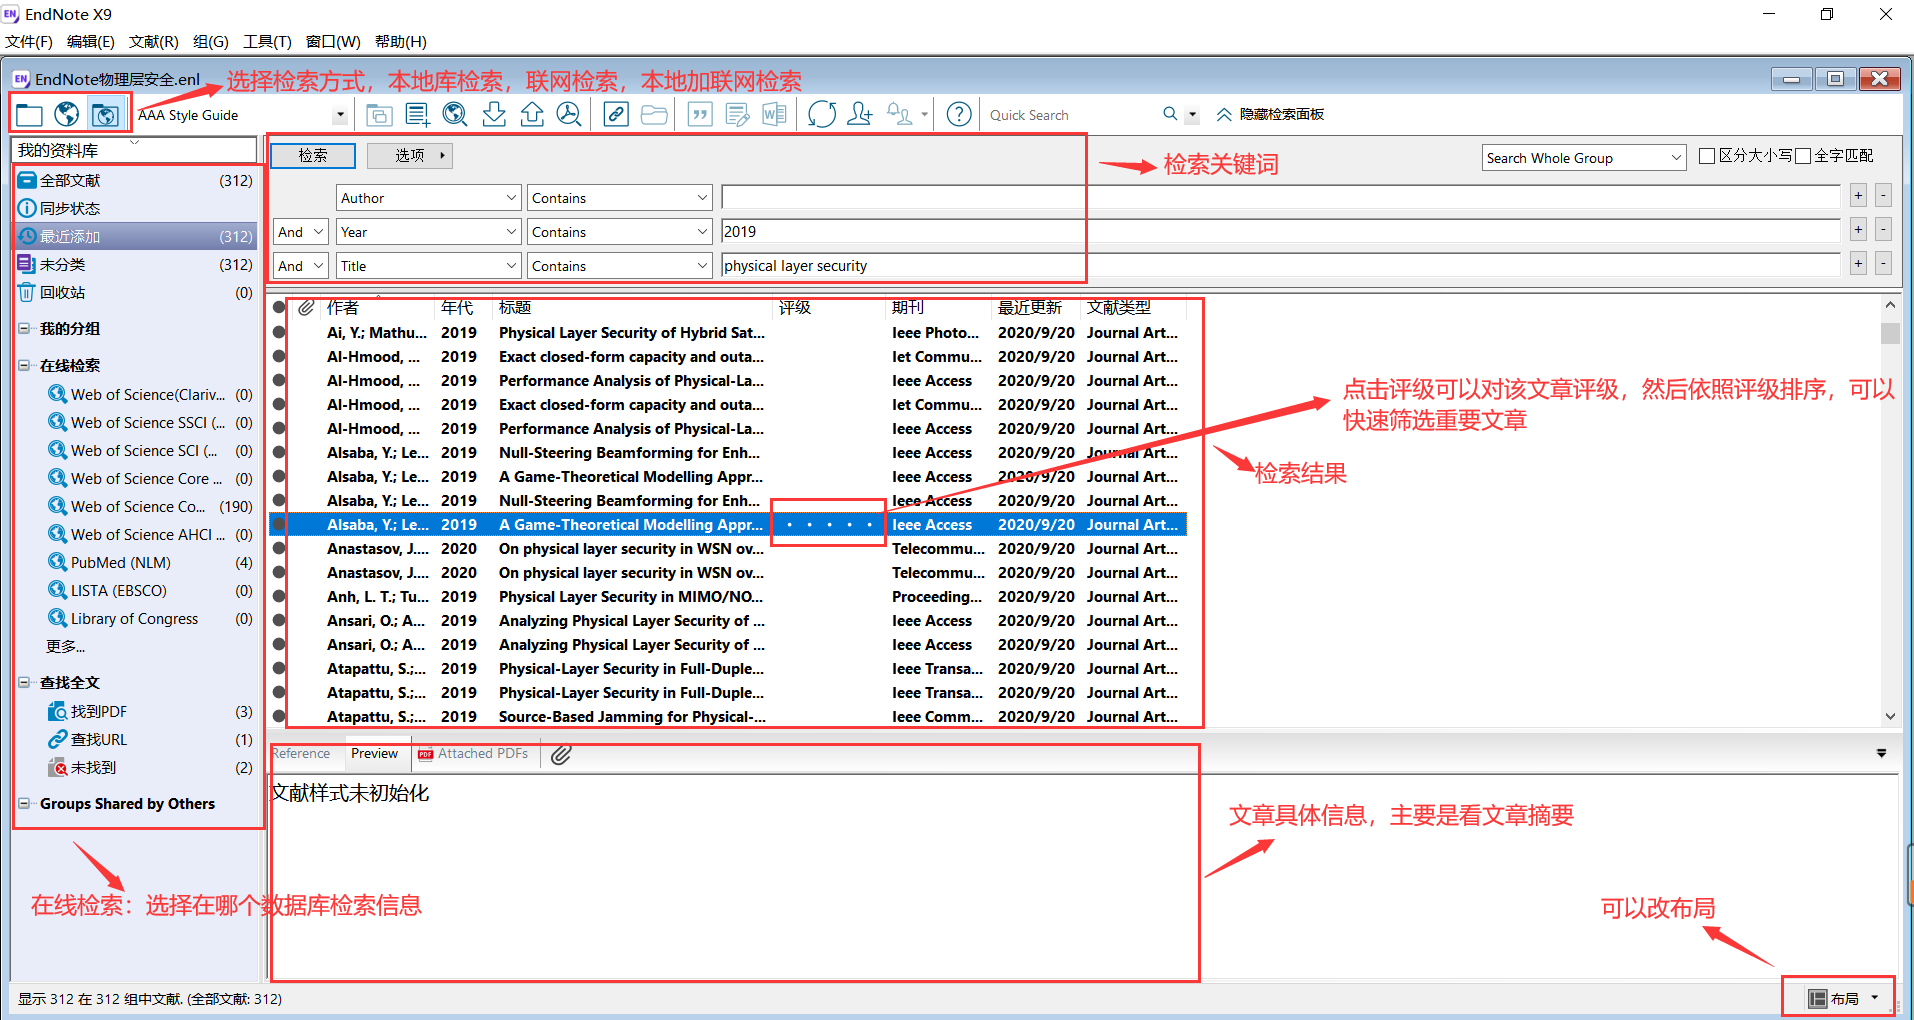 EndNote X9
文件(F) 编辑(E) 文献(R) 组(G) 工具(T) 窗口(W) 帮助(H)
EndNote物理层安全.enl
选择检索方式，本地库检索，联网检索，本地加联网检索
AAA Style Guide
Quick Search
隐藏检索面板
我的资料库
检索 选项
检索关键词
Search Whole Group 区分大小写 全字匹配
Author Contains
And Year Contains 2019
And Title Contains physical layer security
全部文献 (312)
同步状态
最近添加 (312)
未分类 (312)
回收站 (0)
我的分组
在线检索
Web of Science(Clariv... (0)
Web of Science SSCI (... (0)
Web of Science SCI (... (0)
Web of Science Core ... (0)
Web of Science Co... (190)
Web of Science AHCI ... (0)
PubMed (NLM) (4)
LISTA (EBSCO) (0)
Library of Congress (0)
更多...
查找全文
找到PDF (3)
查找URL (1)
未找到 (2)
Groups Shared by Others
作者 年代 标题 评级 期刊 最近更新 文献类型
Ai, Y.; Mathu... 2019 Physical Layer Security of Hybrid Sat... Ieee Photo... 2020/9/20 Journal Art...
Al-Hmood, ... 2019 Exact closed-form capacity and outa... Iet Commu... 2020/9/20 Journal Art...
Al-Hmood, ... 2019 Performance Analysis of Physical-La... Ieee Access 2020/9/20 Journal Art...
Al-Hmood, ... 2019 Exact closed-form capacity and outa... Iet Commu... 2020/9/20 Journal Art...
Al-Hmood, ... 2019 Performance Analysis of Physical-La... Ieee Access 2020/9/20 Journal Art...
Alsaba, Y.; Le... 2019 Null-Steering Beamforming for Enh... Ieee Access 2020/9/20 Journal Art...
Alsaba, Y.; Le... 2019 A Game-Theoretical Modelling Appr... Ieee Access 2020/9/20 Journal Art...
Alsaba, Y.; Le... 2019 Null-Steering Beamforming for Enh... Ieee Access 2020/9/20 Journal Art...
Alsaba, Y.; Le... 2019 A Game-Theoretical Modelling Appr... Ieee Access 2020/9/20 Journal Art...
Anastasov, J.... 2020 On physical layer security in WSN ov... Telecommu... 2020/9/20 Journal Art...
Anastasov, J.... 2020 On physical layer security in WSN ov... Telecommu... 2020/9/20 Journal Art...
Anh, L. T.; Tu... 2019 Physical Layer Security in MIMO/NO... Proceeding... 2020/9/20 Journal Art...
Ansari, O.; A... 2019 Analyzing Physical Layer Security of ... Ieee Access 2020/9/20 Journal Art...
Ansari, O.; A... 2019 Analyzing Physical Layer Security of ... Ieee Access 2020/9/20 Journal Art...
Atapattu, S.;... 2019 Physical-Layer Security in Full-Duple... Ieee Transa... 2020/9/20 Journal Art...
Atapattu, S.;... 2019 Physical-Layer Security in Full-Duple... Ieee Transa... 2020/9/20 Journal Art...
Atapattu, S.;... 2019 Source-Based Jamming for Physical-... Ieee Comm... 2020/9/20 Journal Art...
点击评级可以对该文章评级，然后依照评级排序，可以
快速筛选重要文章
检索结果
Reference Preview Attached PDFs
文献样式未初始化
文章具体信息，主要是看文章摘要
在线检索：选择在哪个数据库检索信息
可以改布局
显示 312 在 312 组中文献. (全部文献: 312)
布局